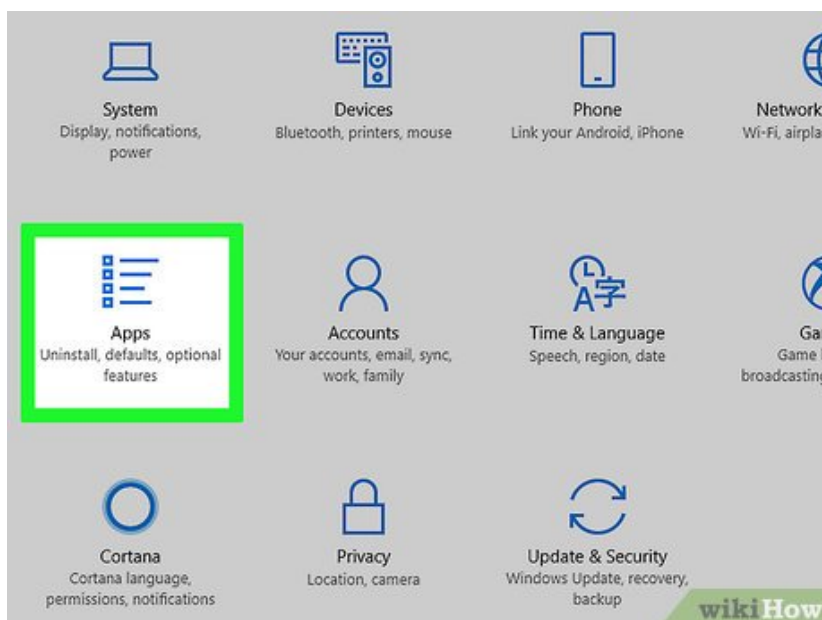 System
Display, notifications,
power
Devices
Bluetooth, printers, mouse
Phone
Link your Android, iPhone
Network
Wi-Fi,
Apps
Uninstall, defaults, optional
features
Accounts
Your accounts, email, sync,
work, family
A字
Time & Language
Speech, region, date
Game
broadcasting
Cortana
Cortana language,
permissions, notifications
Privacy
Location, camera
Update & Security
Windows Update, recovery,
backup
wikiHow